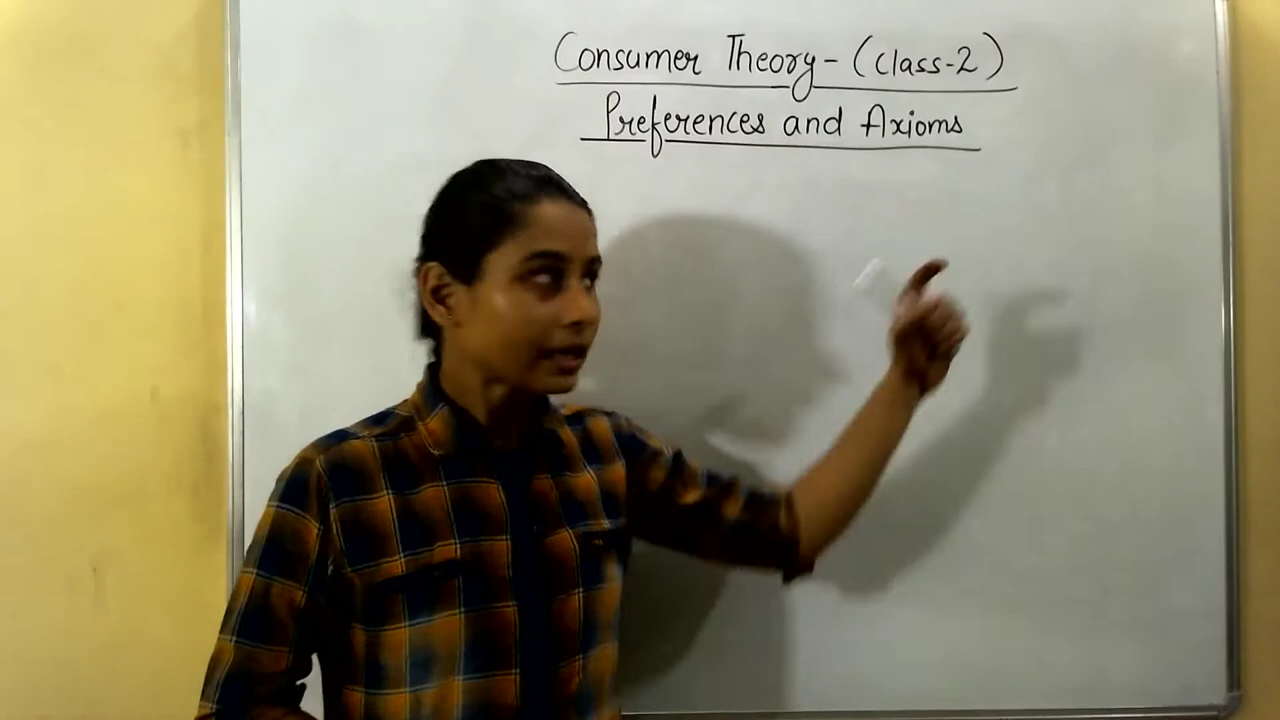 Consumer Theory - (Class-2)
Preferences and Axioms